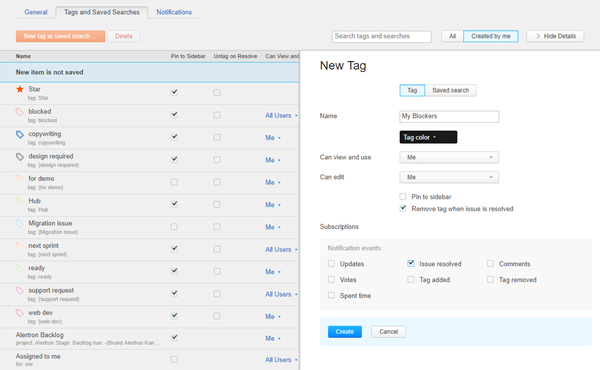 General Tags and Saved Searches Notifications
New tag or saved search... Delete
Search tags and searches All Created by me > Hide Details
Name Pin to Sidebar Untag on Resolve Can View and
New item is not saved
Star
tag: Star
blocked
tag: blocked
All Users
copywriting
tag: copywriting
Me
design required
tag: {design required}
Me
for demo
tag: {for demo}
Me
Hub
tag: Hub
Me
Migration issue
tag: {Migration issue}
Me
next sprint
tag: {next sprint}
All Users
ready
tag: ready
Me
support request
tag: {support request}
All Users
web dev
tag: {web dev}
Me
Alertron Backlog
project: Alertron Stage: Backlog has: -{Board Alertron Kan...
Me
Assigned to me
for: me
All Users
New Tag
Tag Saved search
Name My Blockers
Tag color
Can view and use Me
Can edit Me
Pin to sidebar
Remove tag when issue is resolved
Subscriptions
Notification events:
Updates Issue resolved Comments
Votes Tag added Tag removed
Spent time
Create Cancel